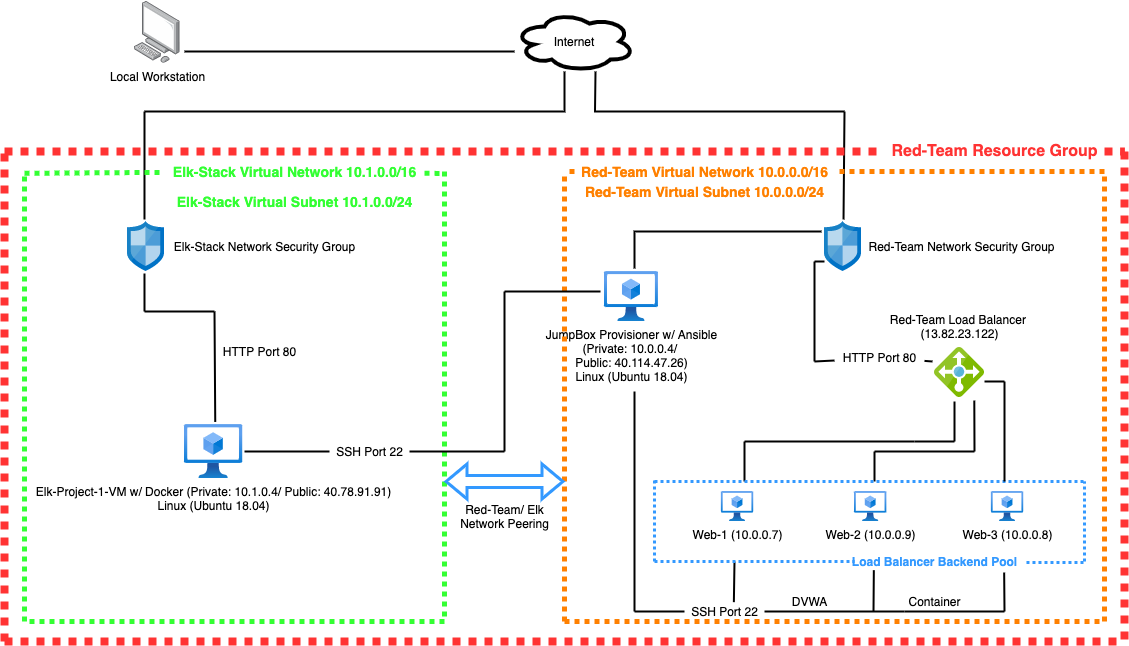 Internet
Local Workstation
Red-Team Resource Group
Elk-Stack Virtual Network 10.1.0.0/16
Elk-Stack Virtual Subnet 10.1.0.0/24
Red-Team Virtual Network 10.0.0.0/16
Red-Team Virtual Subnet 10.0.0.0/24
Elk-Stack Network Security Group
Red-Team Network Security Group
JumpBox Provisioner w/ Ansible
(Private: 10.0.0.4/
Public: 40.114.47.26)
Linux (Ubuntu 18.04)
Red-Team Load Balancer
(13.82.23.122)
HTTP Port 80
HTTP Port 80
SSH Port 22
Elk-Project-1-VM w/ Docker (Private: 10.1.0.4/ Public: 40.78.91.91)
Linux (Ubuntu 18.04)
Red-Team/ Elk
Network Peering
Web-1 (10.0.0.7)
Web-2 (10.0.0.9)
Web-3 (10.0.0.8)
Load Balancer Backend Pool
SSH Port 22
DVWA
Container